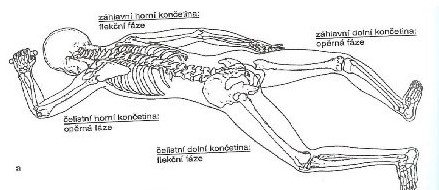 záhlavní horní končetina:
flekční fáze
záhlavní dolní končetina:
opěrná fáze
čelistní horní končetina:
opěrná fáze
čelistní dolní končetina:
flekční fáze
a